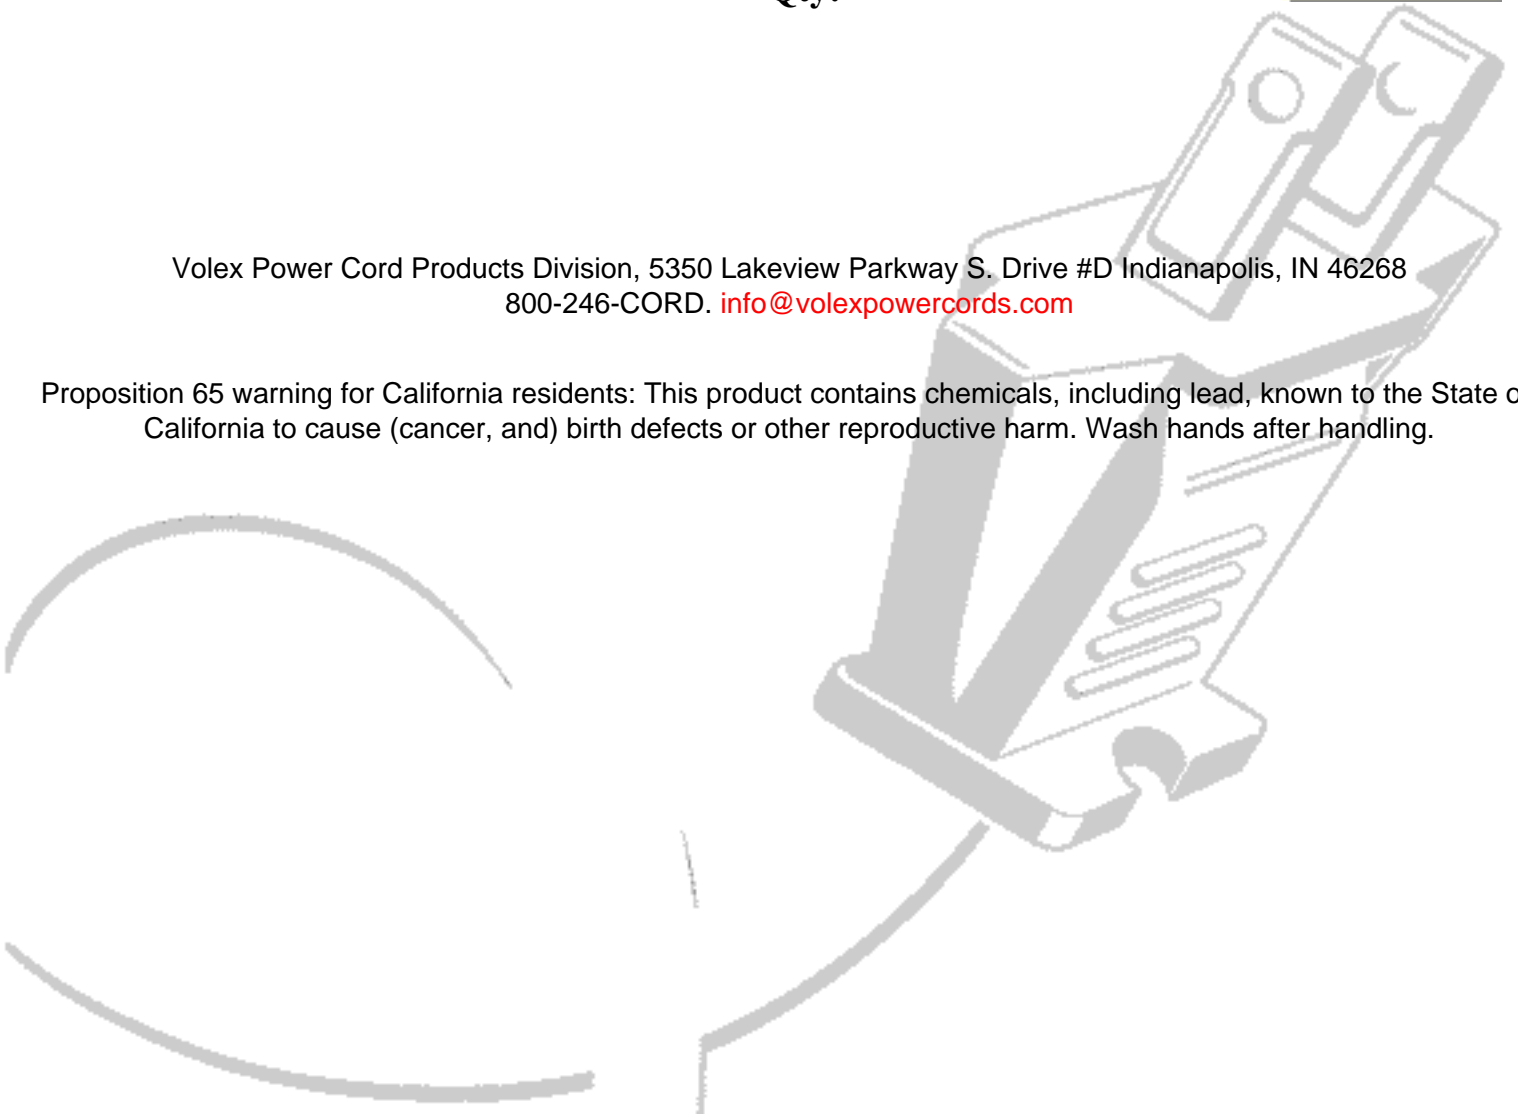 Qty.
Volex Power Cord Products Division, 5350 Lakeview Parkway S. Drive #D Indianapolis, IN 46268
800-246-CORD. info@volexpowercords.com
Proposition 65 warning for California residents: This product contains chemicals, including lead, known to the State o
California to cause (cancer, and) birth defects or other reproductive harm. Wash hands after handling.